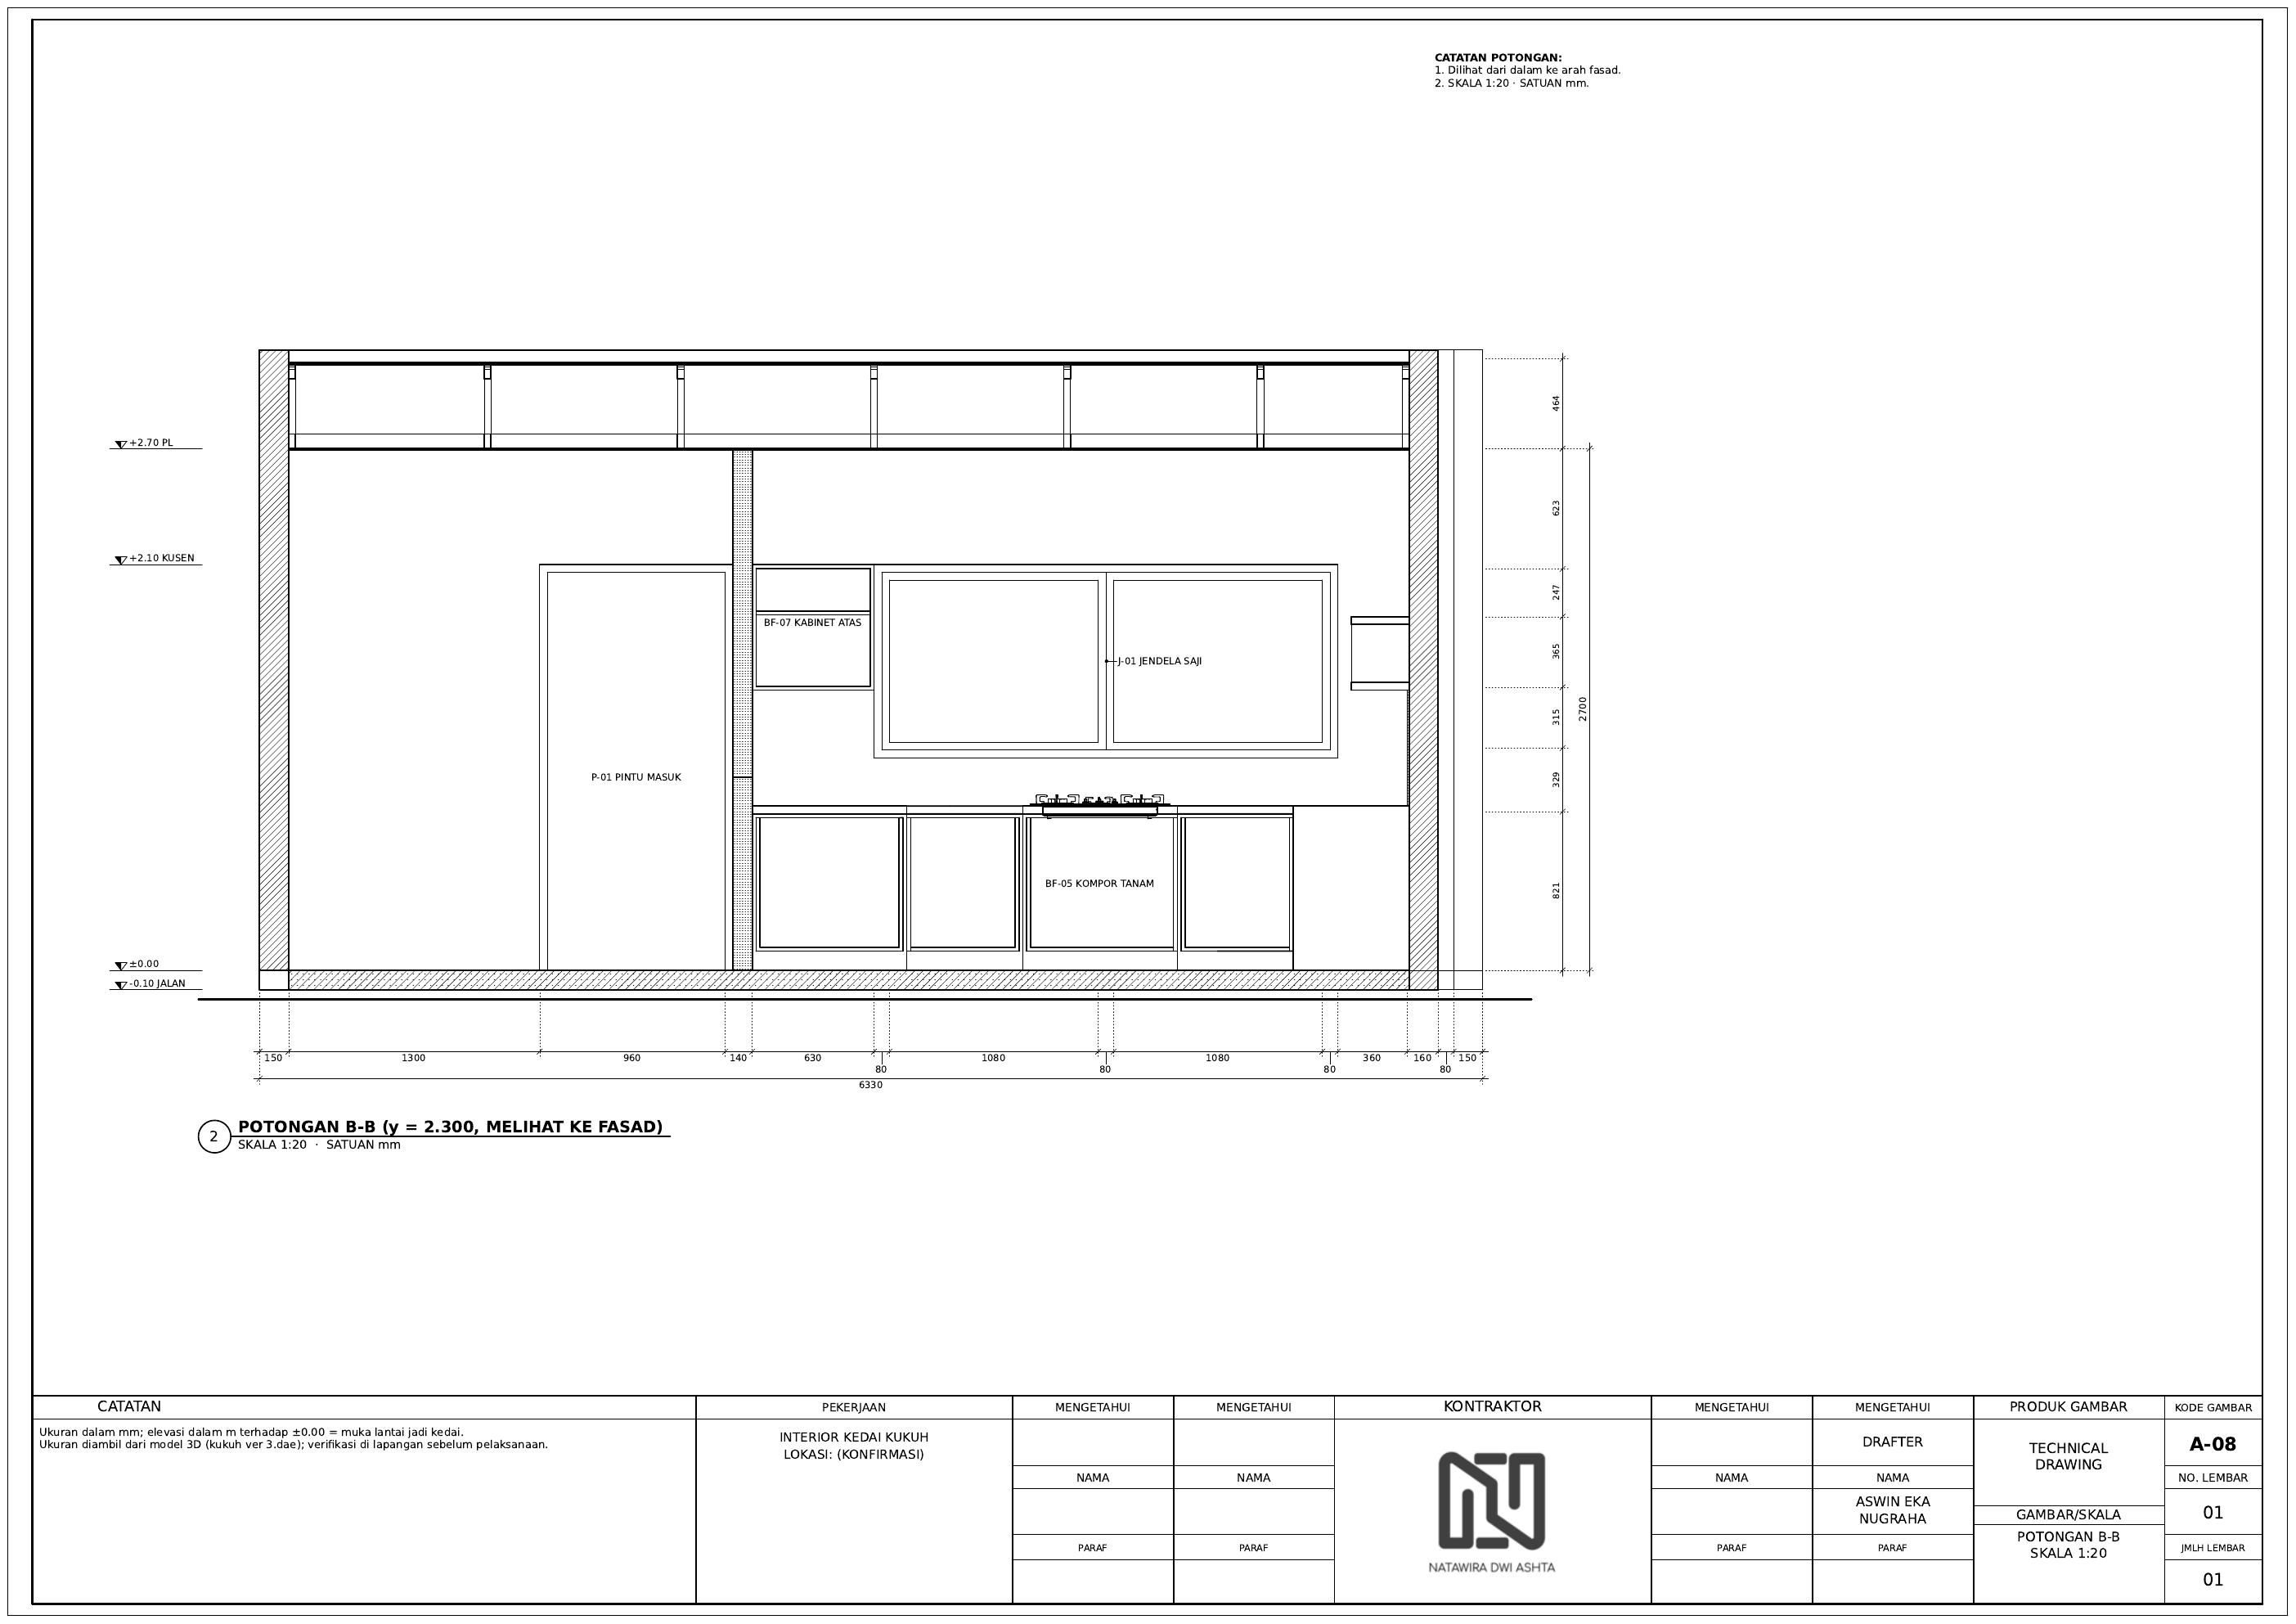 CATATAN POTONGAN:
1. Dilihat dari dalam ke arah fasad.
2. SKALA 1:20 · SATUAN mm.
+2.70 PL
+2.10 KUSEN
±0.00
-0.10 JALAN
BF-07 KABINET ATAS
J-01 JENDELA SAJI
P-01 PINTU MASUK
BF-05 KOMPOR TANAM
464
623
247
365
315
329
821
2700
150 1300 960 140 630 1080 1080 360 160 150
80 80 80 80
6330
2 POTONGAN B-B (y = 2.300, MELIHAT KE FASAD)
SKALA 1:20 · SATUAN mm
CATATAN
Ukuran dalam mm; elevasi dalam m terhadap ±0.00 = muka lantai jadi kedai.
Ukuran diambil dari model 3D (kukuh ver 3.dae); verifikasi di lapangan sebelum pelaksanaan.
PEKERJAAN
INTERIOR KEDAI KUKUH
LOKASI: (KONFIRMASI)
MENGETAHUI
NAMA
PARAF
MENGETAHUI
NAMA
PARAF
KONTRAKTOR
NATAWIRA DWI ASHTA
MENGETAHUI
NAMA
PARAF
MENGETAHUI
DRAFTER
NAMA
ASWIN EKA
NUGRAHA
PARAF
PRODUK GAMBAR
TECHNICAL
DRAWING
GAMBAR/SKALA
POTONGAN B-B
SKALA 1:20
KODE GAMBAR
A-08
NO. LEMBAR
01
JMLH LEMBAR
01